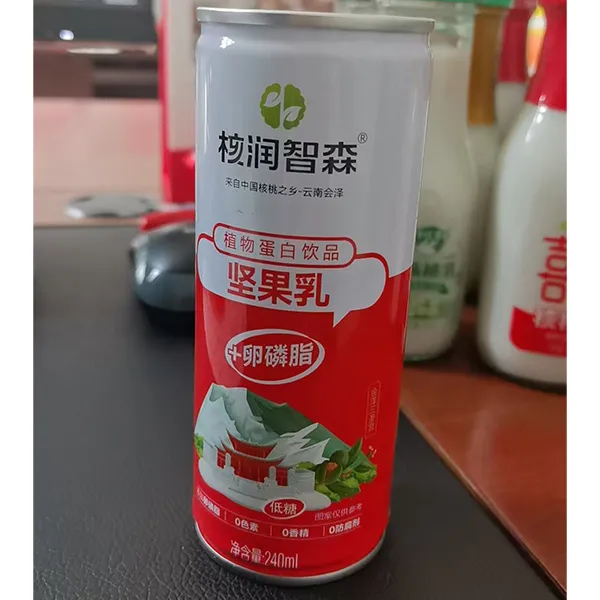 核润智森®
来自中国核桃之乡-云南会泽
植物蛋白饮品
坚果乳
+卵磷脂
低糖
图案仅供参考
0色素
0香精
0防腐剂
净含量:240ml